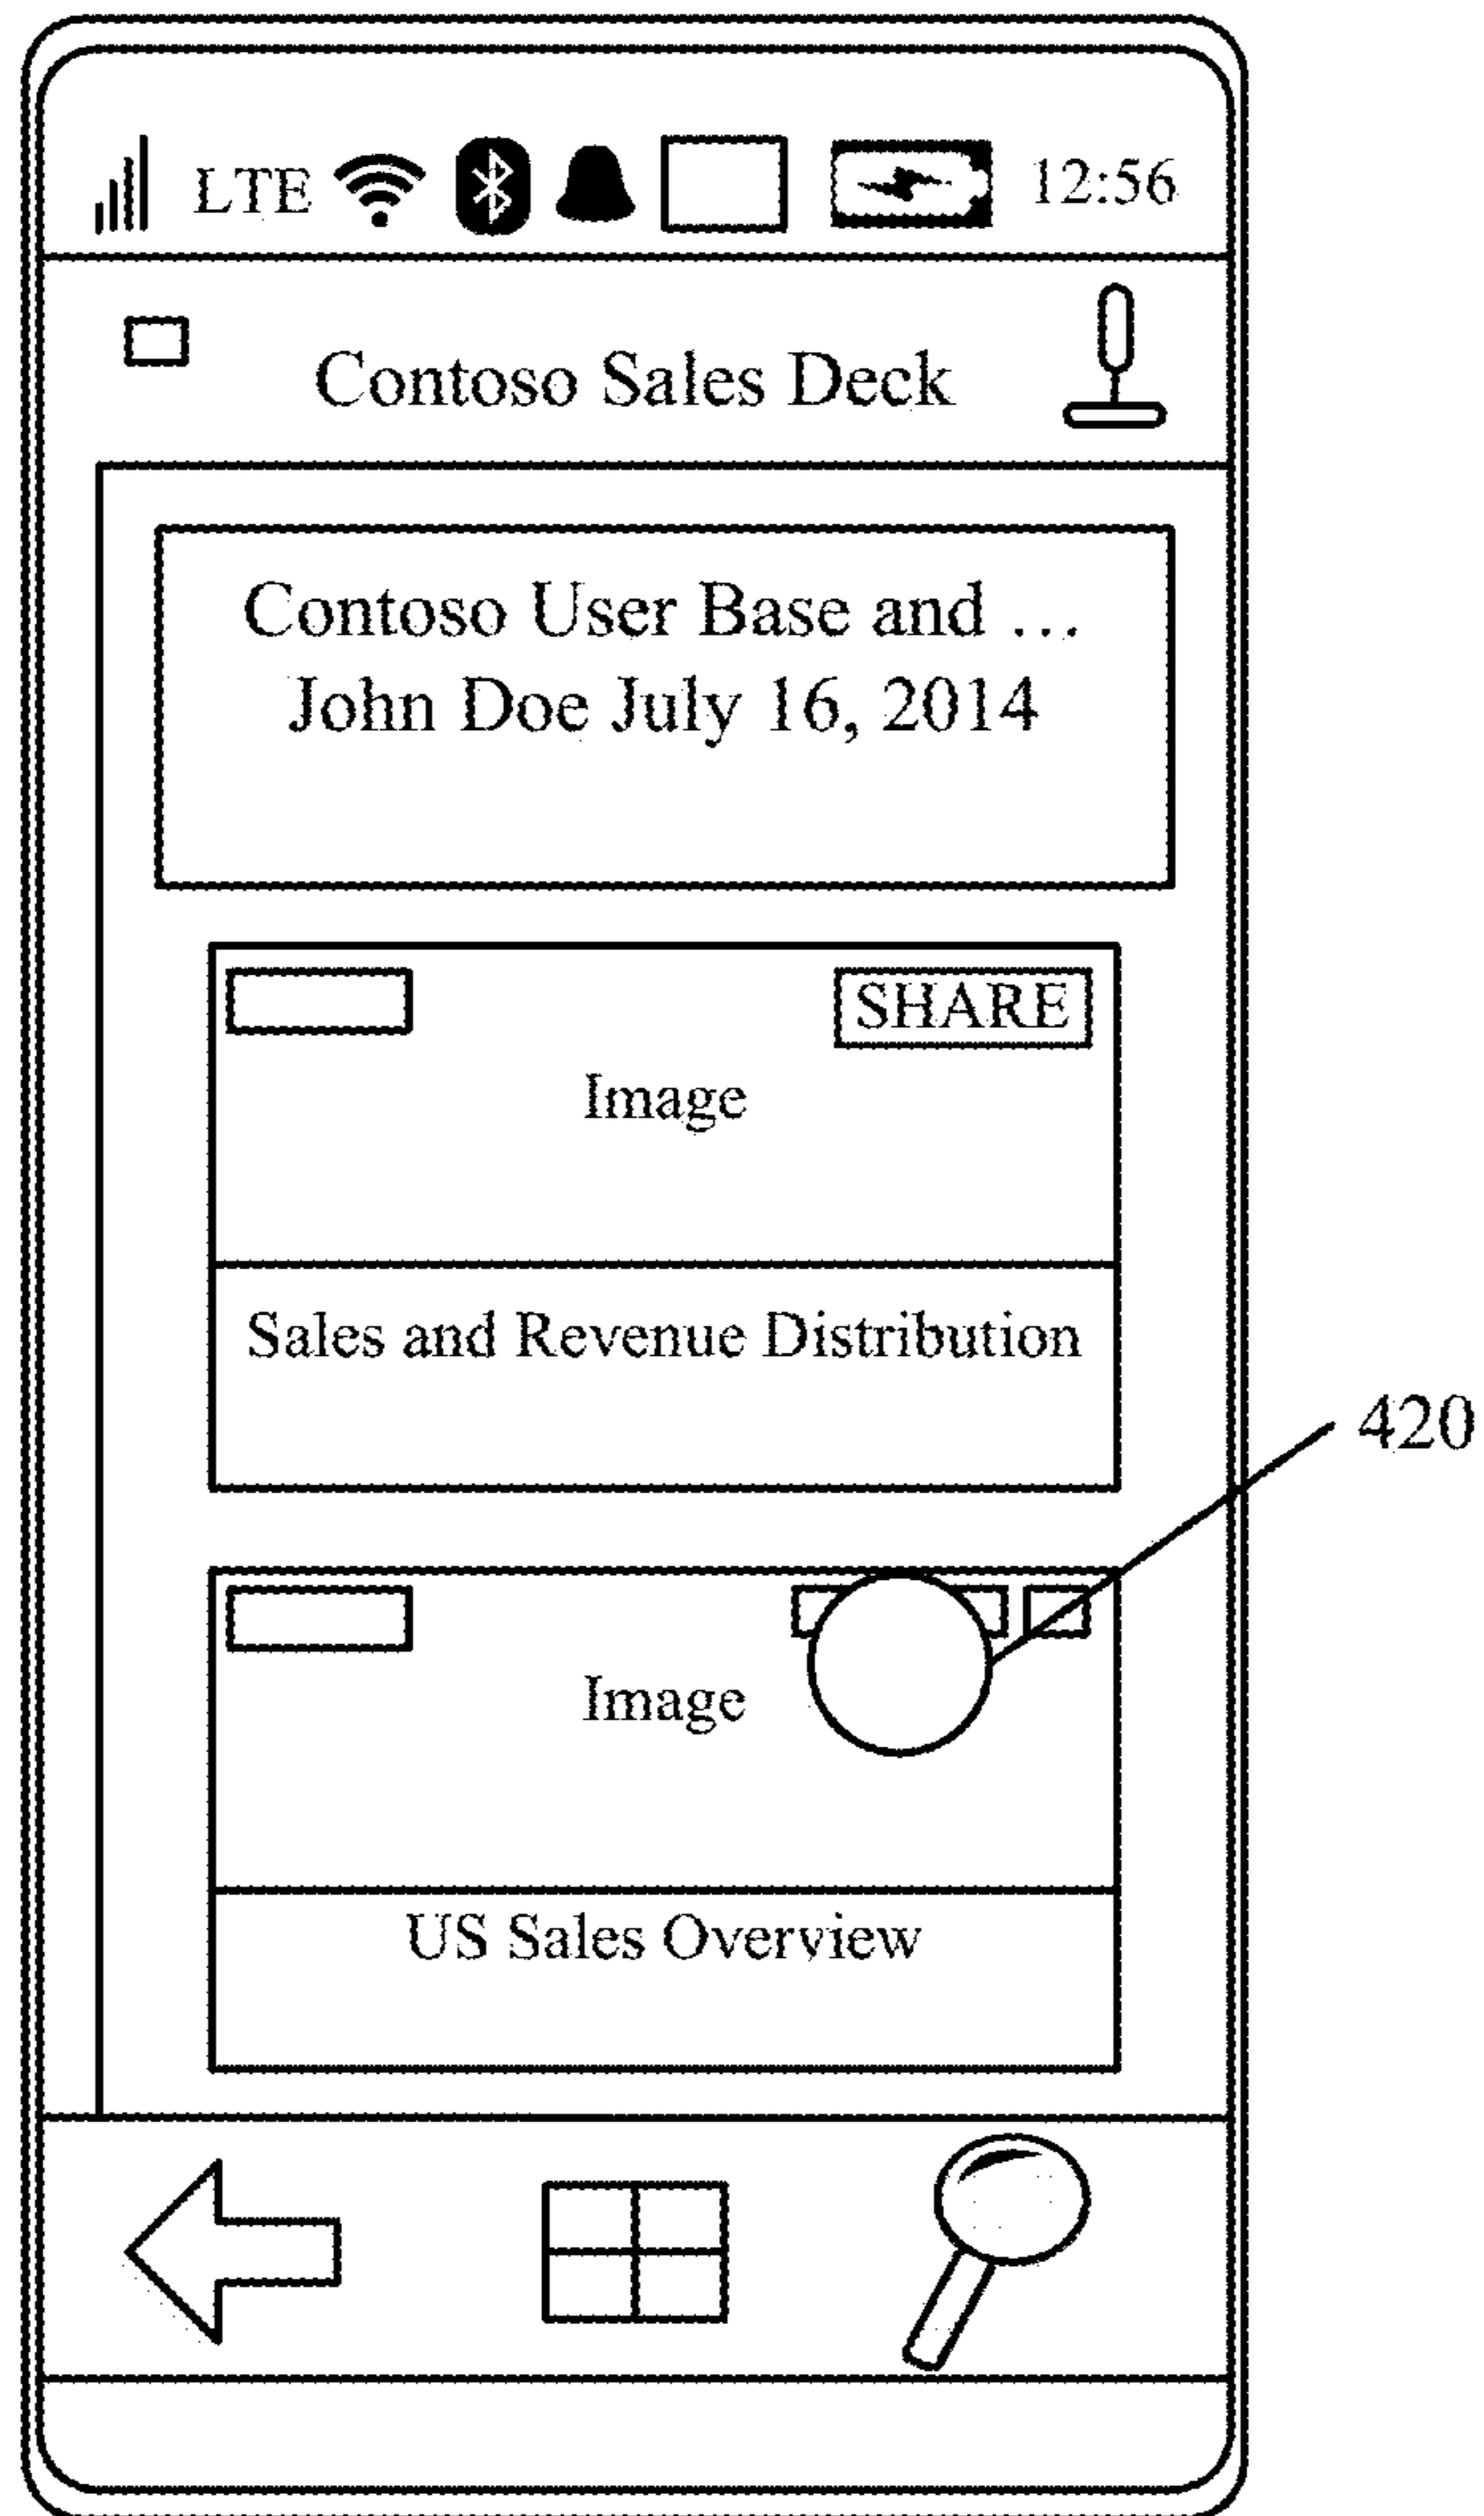 LTE 12:56
Contoso Sales Deck
Contoso User Base and ...
John Doe July 16, 2014
SHARE
Image
Sales and Revenue Distribution
420
Image
US Sales Overview